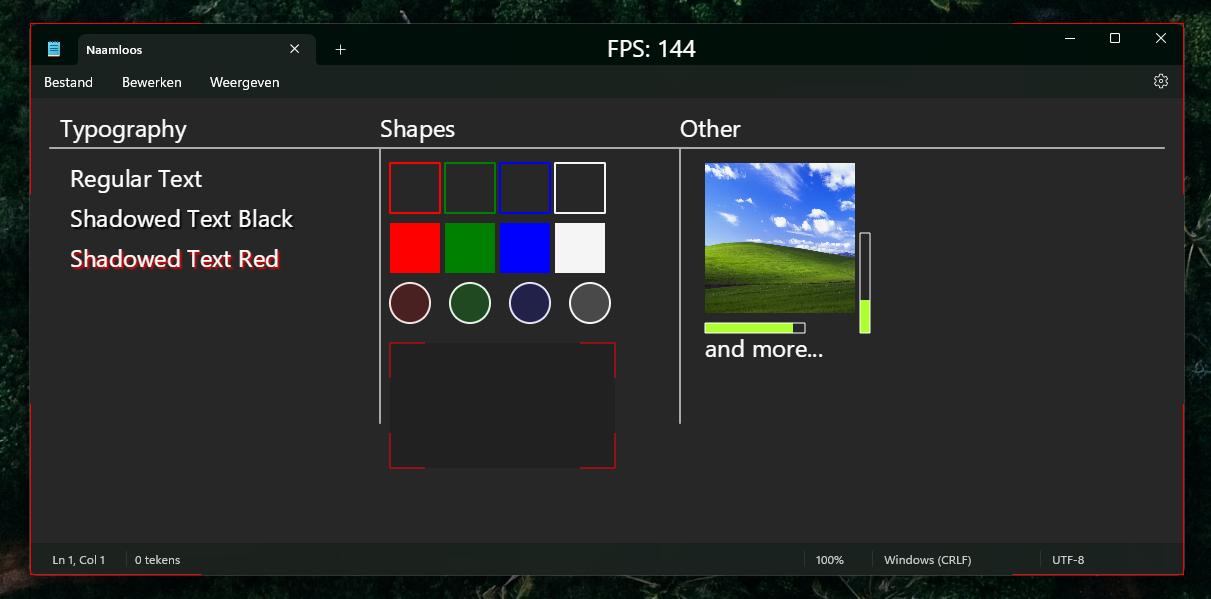 Naamloos
FPS: 144
Bestand Bewerken Weergeven
Typography
Regular Text
Shadowed Text Black
Shadowed Text Red
Shapes
Other
and more...
Ln 1, Col 1 0 tekens 100% Windows (CRLF) UTF-8